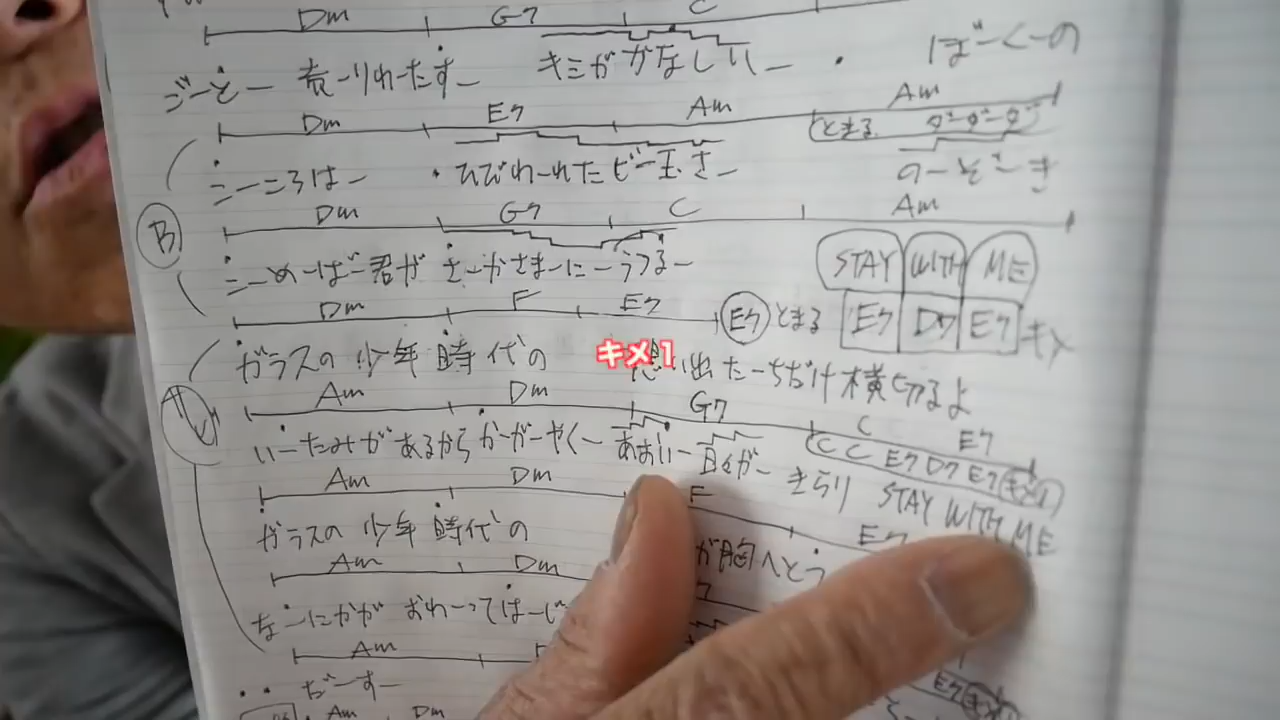 Dm G7 C
ジーとー 売ーりわーたすー キミが かなしいー ・ ぼーくーの
Dm E7 Am Am
とまる ダダダ
こーころはー ・ひびわーれたビー玉さー のーぞーき
Dm G7 C Am
B
こーめーばー君が さーかさまーにーうつるー
STAY WITH ME
Dm F E7 E7 とまる E7 D7 E7 キメ
ガラスの 少年 時代の 思い出たーちだけ横切るよ
キメ1
Am Dm G7 C E7
C C E7 D7 E7 キメ1
いーたみがあるから かーがーやくー あおいー日々がー きらり STAY WITH ME
Am Dm F E7
ガラスの 少年 時代の が胸へとう
Am Dm
なーにかが おわーってはーじ
Am
・・ だーすー
E7
Am Dm